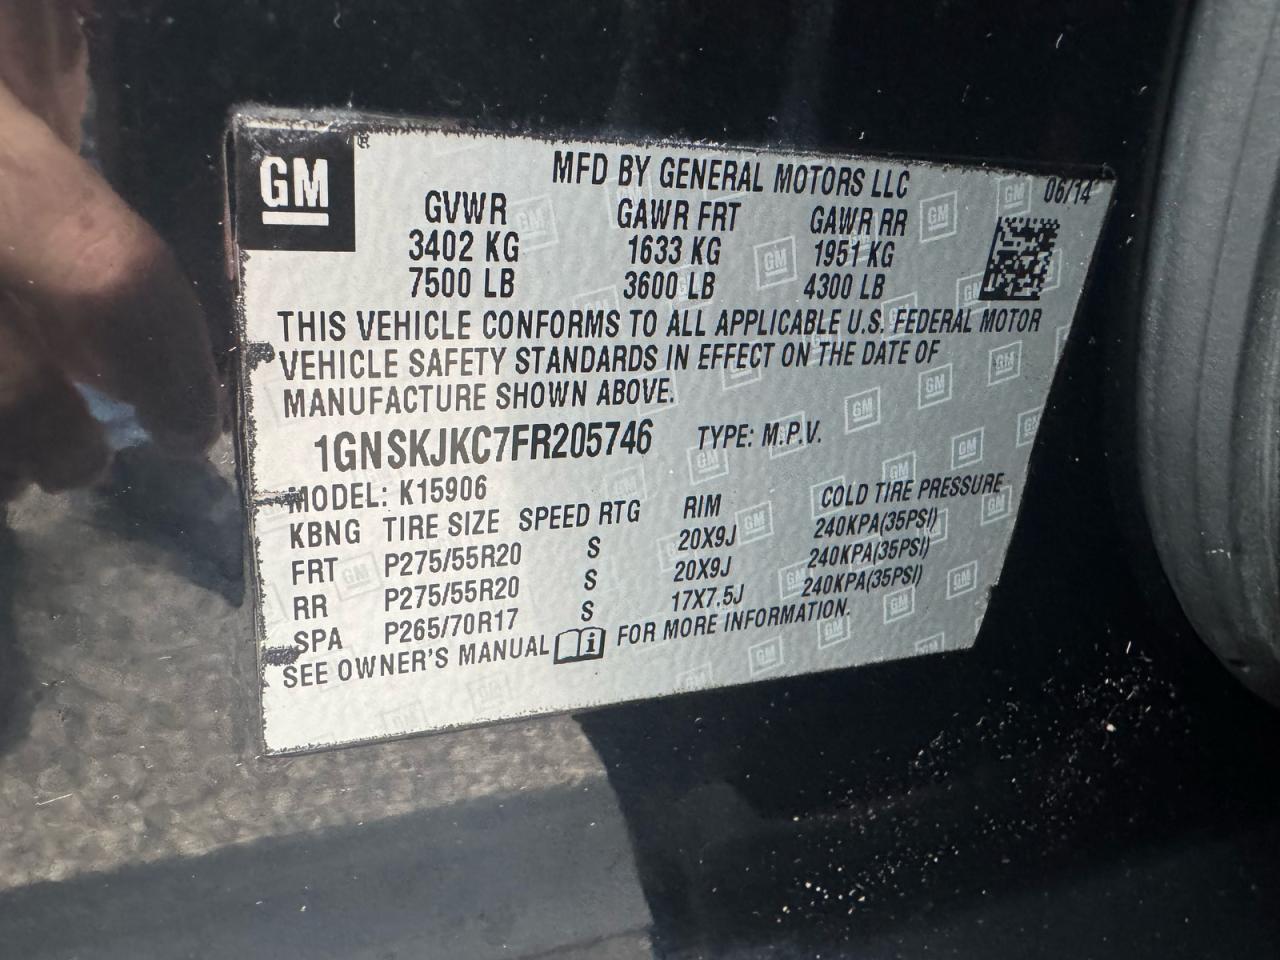 GM ®
MFD BY GENERAL MOTORS LLC 06/14
GVWR GAWR FRT GAWR RR
3402 KG 1633 KG 1951 KG
7500 LB 3600 LB 4300 LB
THIS VEHICLE CONFORMS TO ALL APPLICABLE U.S. FEDERAL MOTOR
VEHICLE SAFETY STANDARDS IN EFFECT ON THE DATE OF
MANUFACTURE SHOWN ABOVE.
1GNSKJKC7FR205746 TYPE: M.P.V.
MODEL: K15906
KBNG TIRE SIZE SPEED RTG RIM COLD TIRE PRESSURE
FRT P275/55R20 S 20X9J 240KPA(35PSI)
RR P275/55R20 S 20X9J 240KPA(35PSI)
SPA P265/70R17 S 17X7.5J 240KPA(35PSI)
SEE OWNER'S MANUAL i FOR MORE INFORMATION.